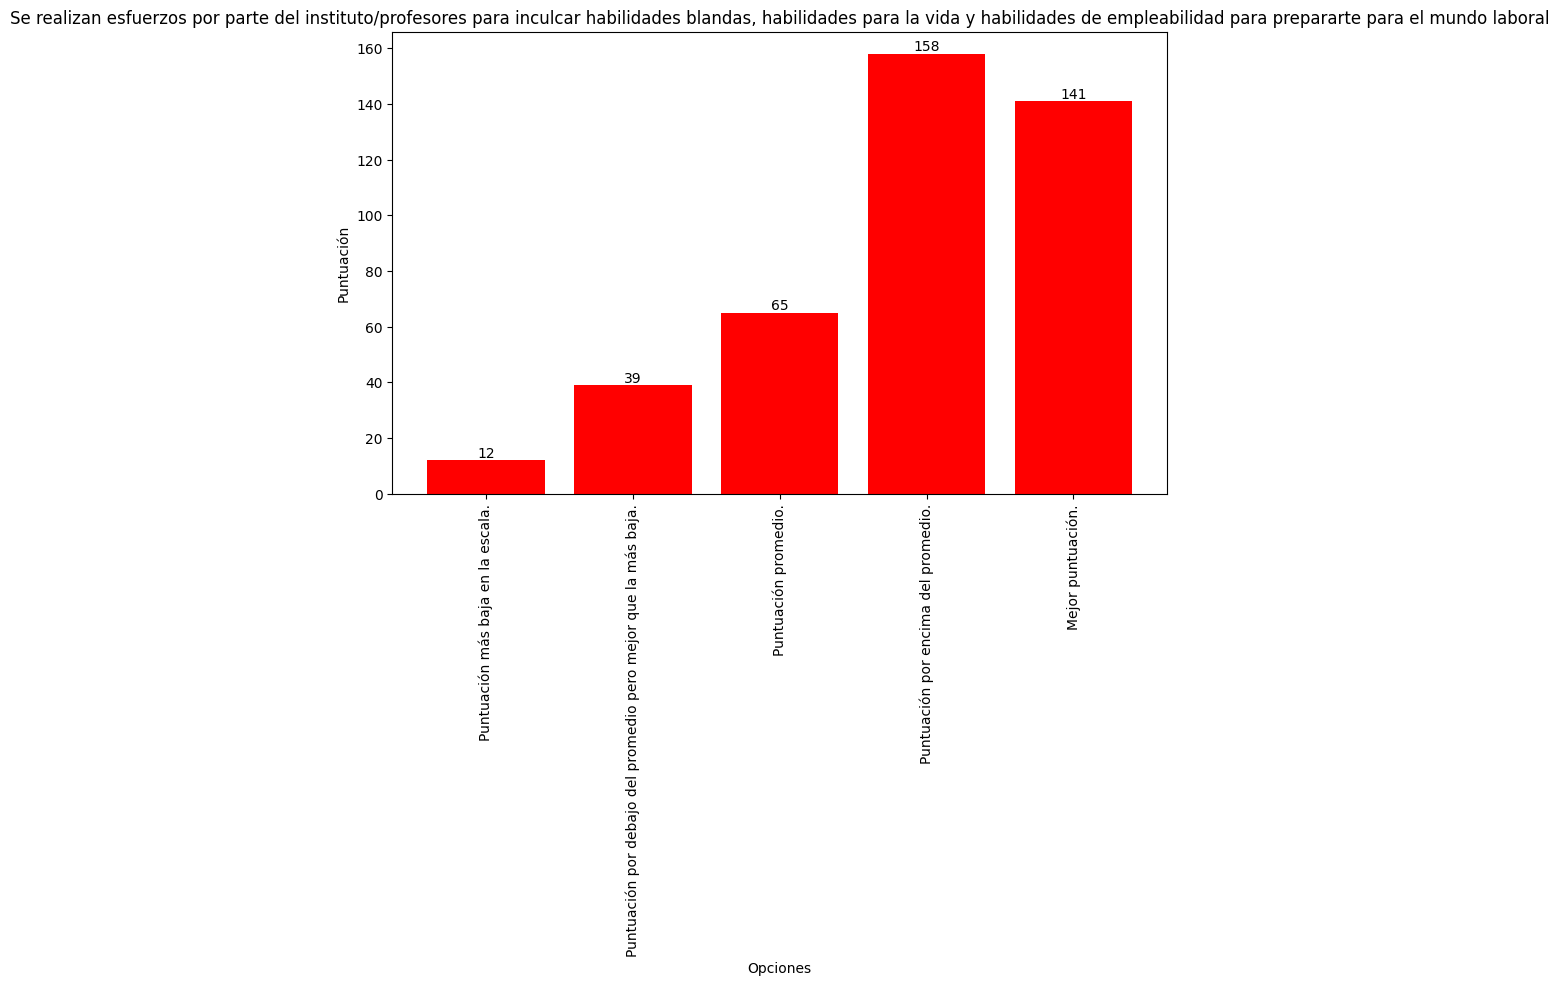 Se realizan esfuerzos por parte del instituto/profesores para inculcar habilidades blandas, habilidades para la vida y habilidades de empleabilidad para prepararte para el mundo laboral
160
140
120
100
80
60
40
20
0
Puntuación
12
39
65
158
141
Puntuación más baja en la escala.
Puntuación por debajo del promedio pero mejor que la más baja.
Puntuación promedio.
Puntuación por encima del promedio.
Mejor puntuación.
Opciones